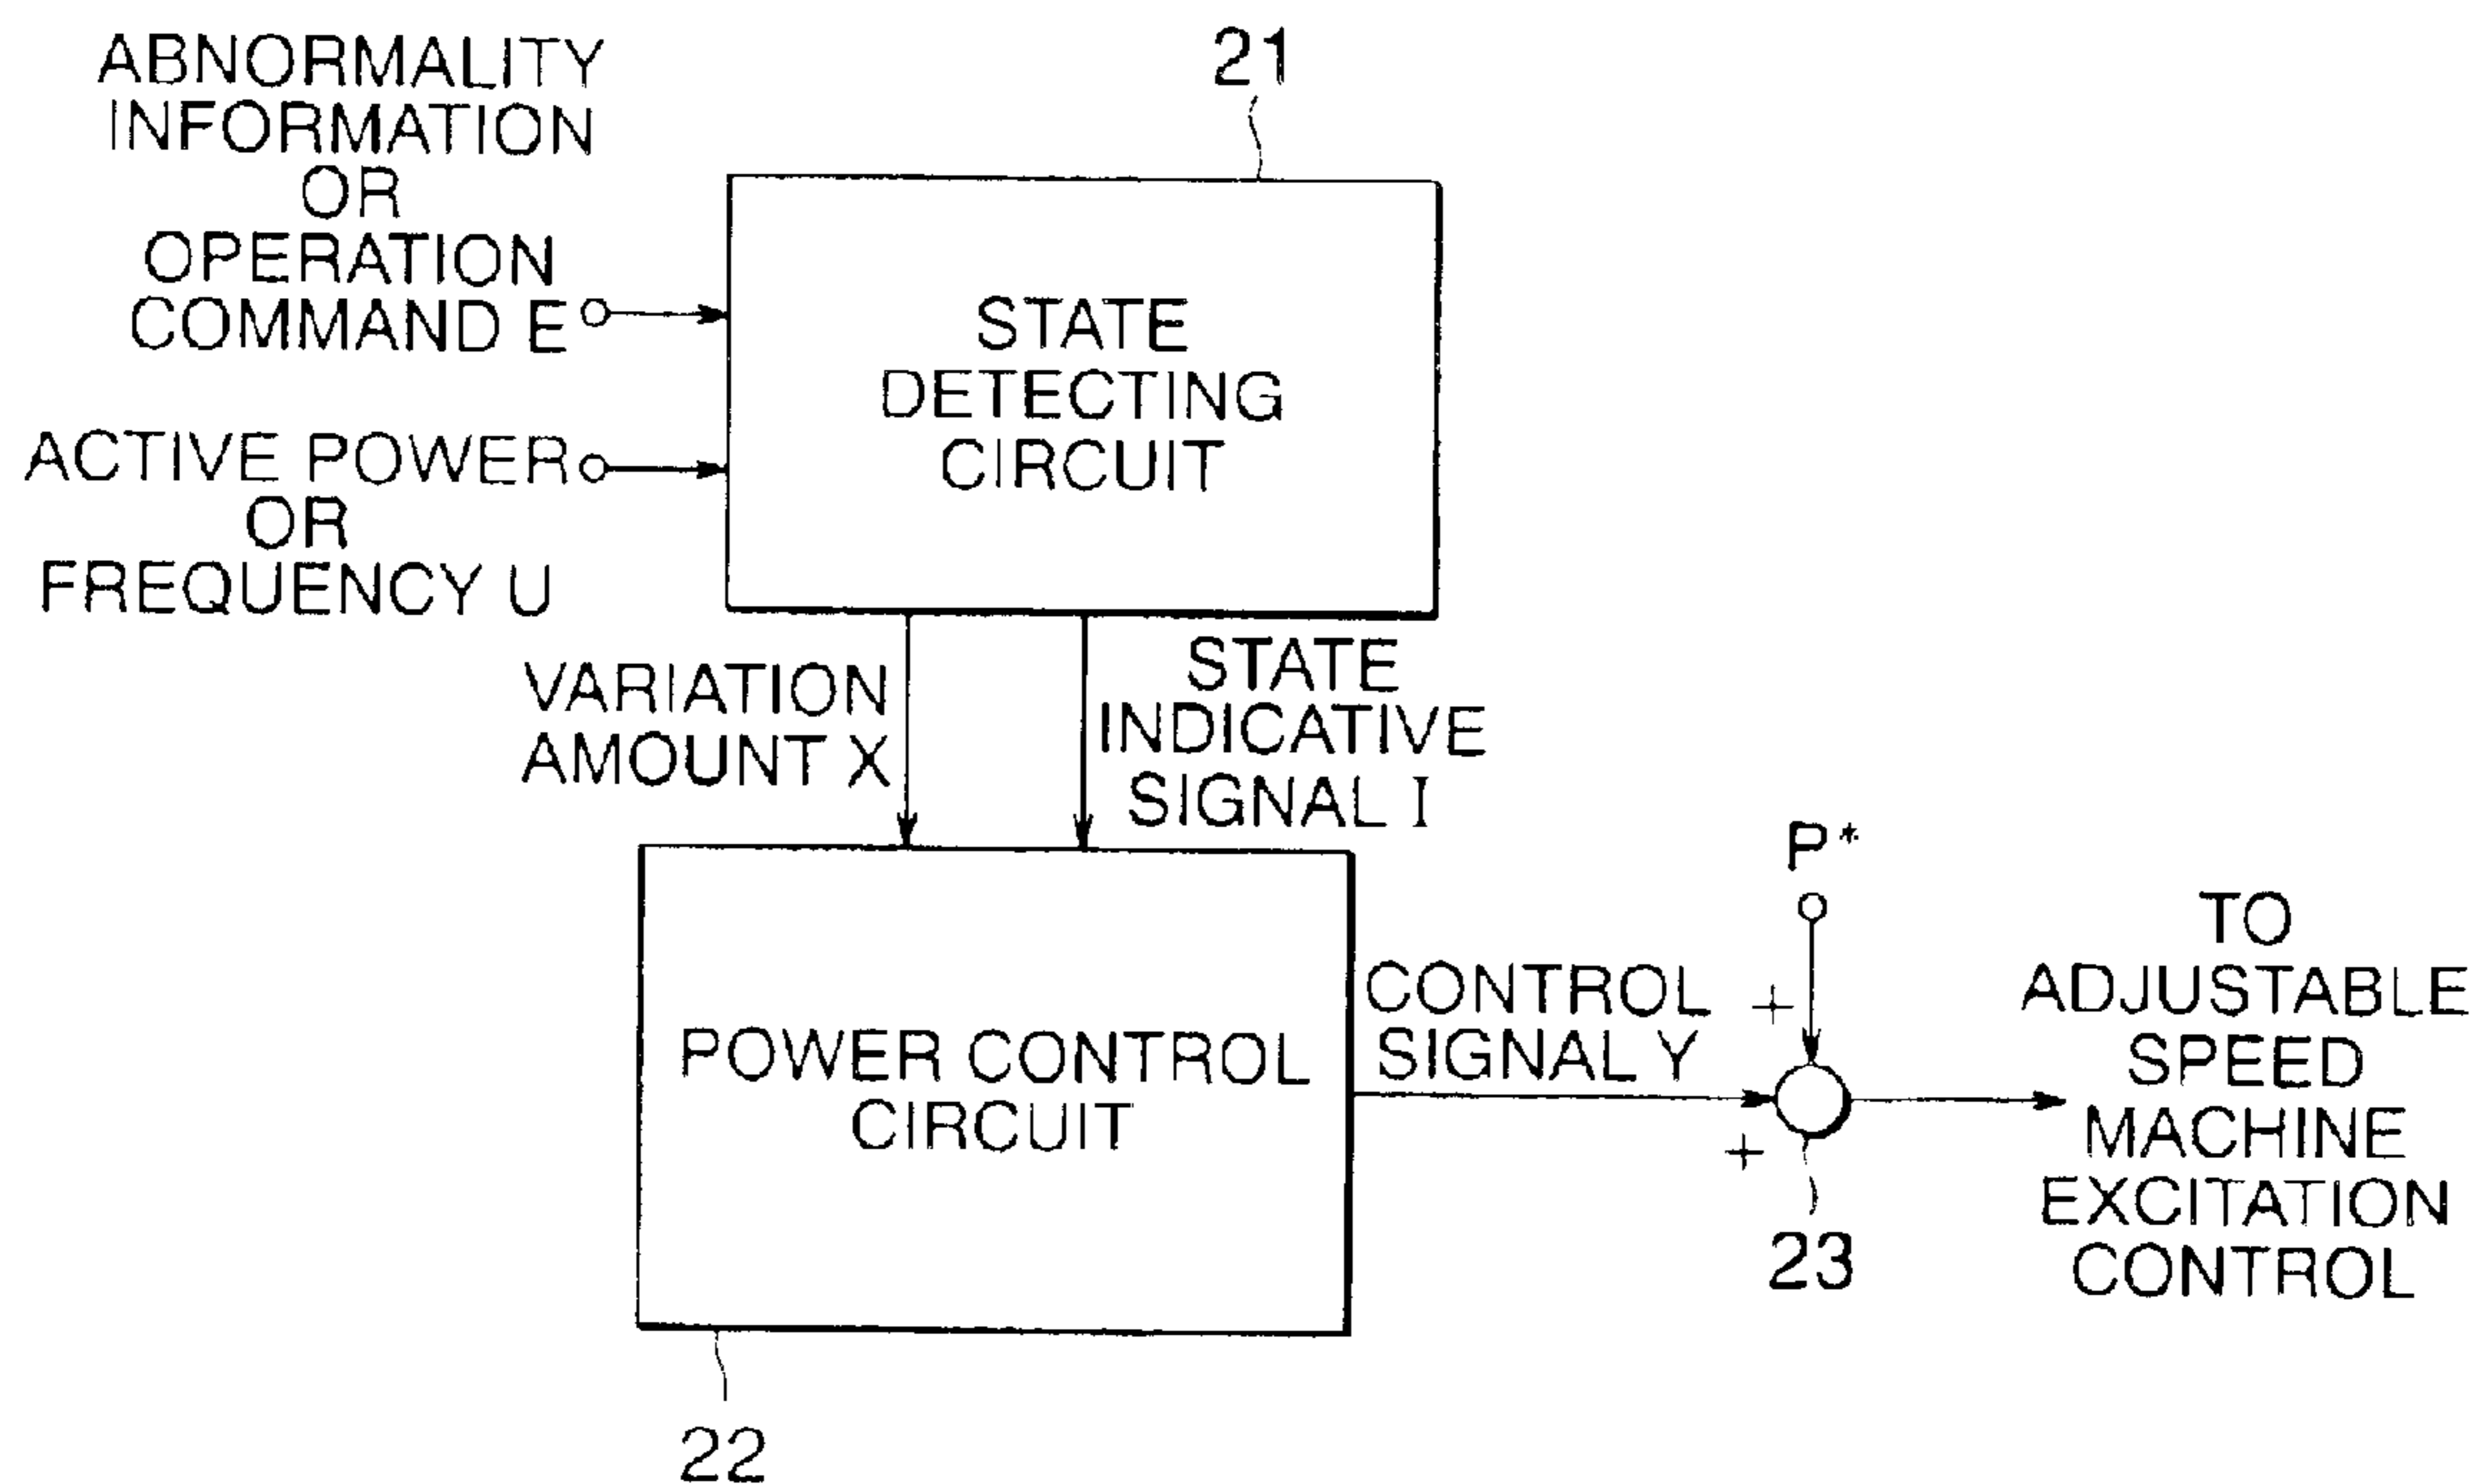 21
ABNORMALITY
INFORMATION
OR
OPERATION
COMMAND E
STATE
DETECTING
CIRCUIT
ACTIVE POWER
OR
FREQUENCY U
VARIATION
AMOUNT X
STATE
INDICATIVE
SIGNAL I
POWER CONTROL
CIRCUIT
22
CONTROL
SIGNAL Y
P*
+
+
23
TO
ADJUSTABLE
SPEED
MACHINE
EXCITATION
CONTROL